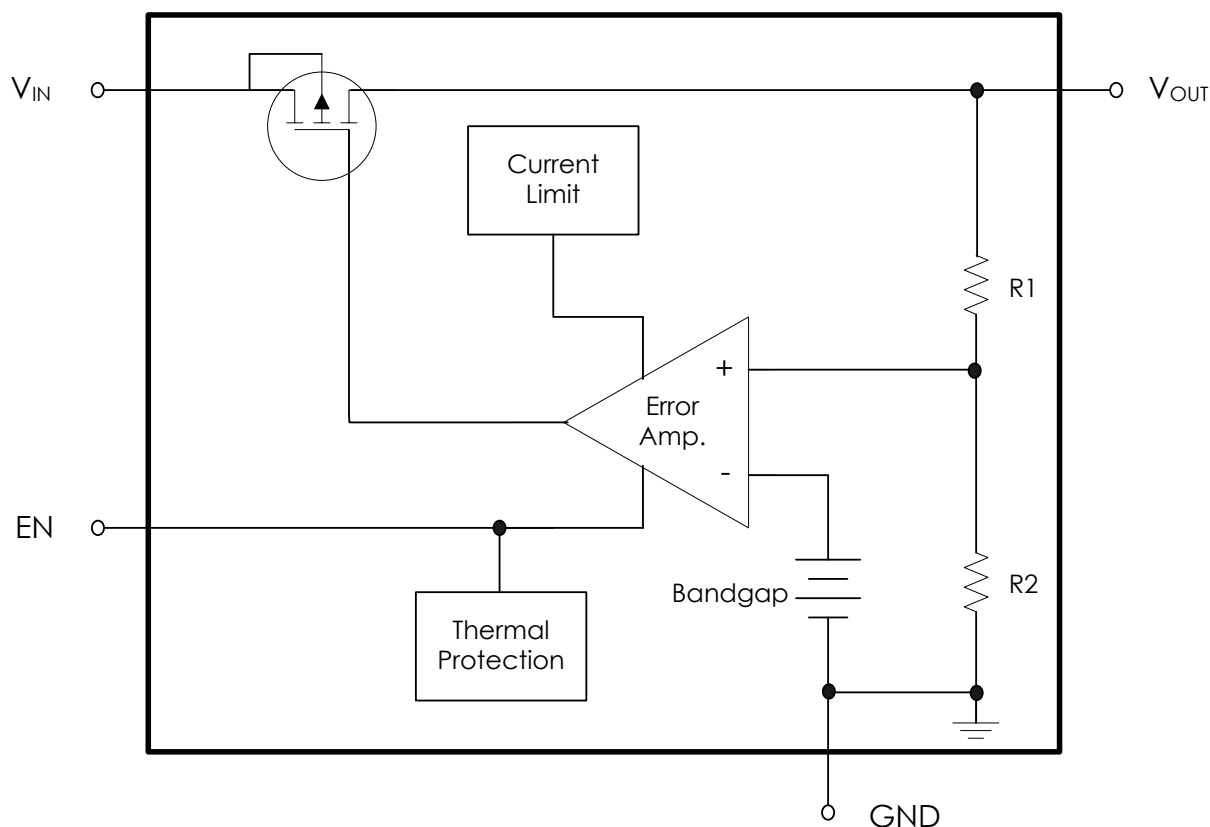 VIN
VOUT
Current
Limit
R1
+
Error
Amp.
-
EN
Bandgap
R2
Thermal
Protection
GND